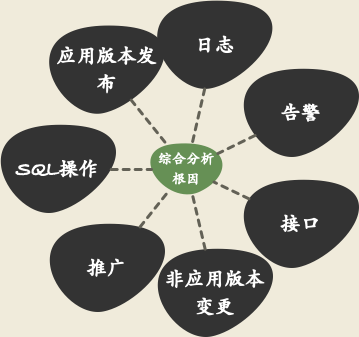 日志
应用版本发
布
告警
综合分析
根因
SQL操作
接口
推广
非应用版本
变更